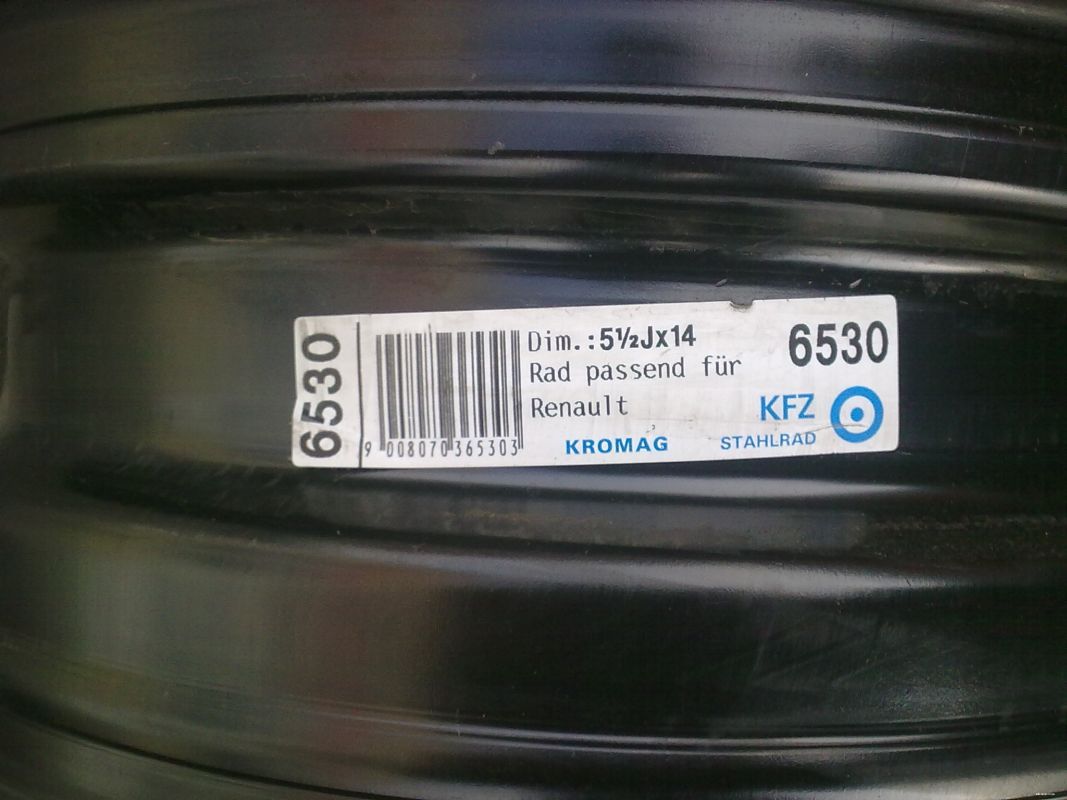 6530
9 008070 365303
Dim.:5½Jx14
Rad passend für
Renault
KROMAG
6530
KFZ
STAHLRAD